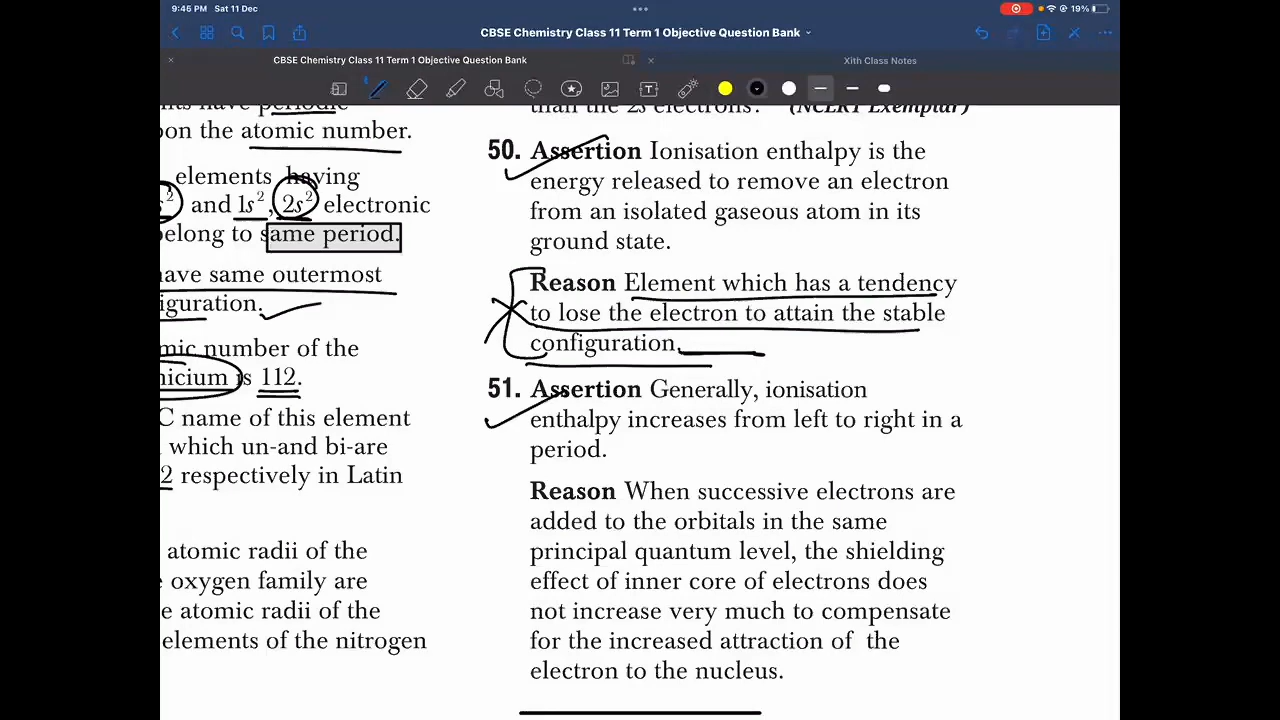 9:46 PM Sat 11 Dec
19%
CBSE Chemistry Class 11 Term 1 Objective Question Bank
CBSE Chemistry Class 11 Term 1 Objective Question Bank
Xith Class Notes
have periodic
on the atomic number.
elements having
and 1s², 2s² electronic
elong to same period.
ave same outermost
iguration.
mic number of the
nicium is 112.
C name of this element
which un-and bi-are
2 respectively in Latin
atomic radii of the
oxygen family are
e atomic radii of the
elements of the nitrogen
than the 2s electrons? (NCERT Exemplar)
50. Assertion Ionisation enthalpy is the
energy released to remove an electron
from an isolated gaseous atom in its
ground state.
Reason Element which has a tendency
to lose the electron to attain the stable
configuration.
51. Assertion Generally, ionisation
enthalpy increases from left to right in a
period.
Reason When successive electrons are
added to the orbitals in the same
principal quantum level, the shielding
effect of inner core of electrons does
not increase very much to compensate
for the increased attraction of the
electron to the nucleus.